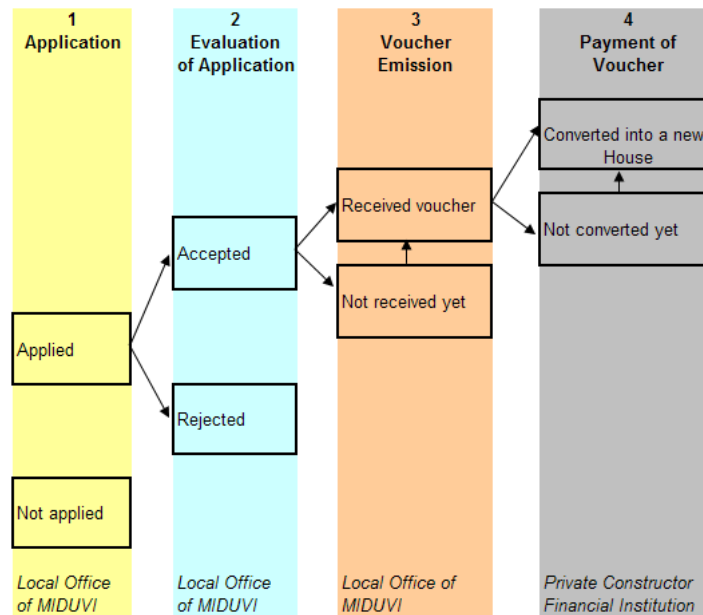 1
Application
2
Evaluation
of Application
3
Voucher
Emission
4
Payment of
Voucher
Applied
Not applied
Accepted
Rejected
Received voucher
Not received yet
Converted into a new
House
Not converted yet
Local Office
of MIDUVI
Local Office
of MIDUVI
Local Office of
MIDUVI
Private Constructor
Financial Institution